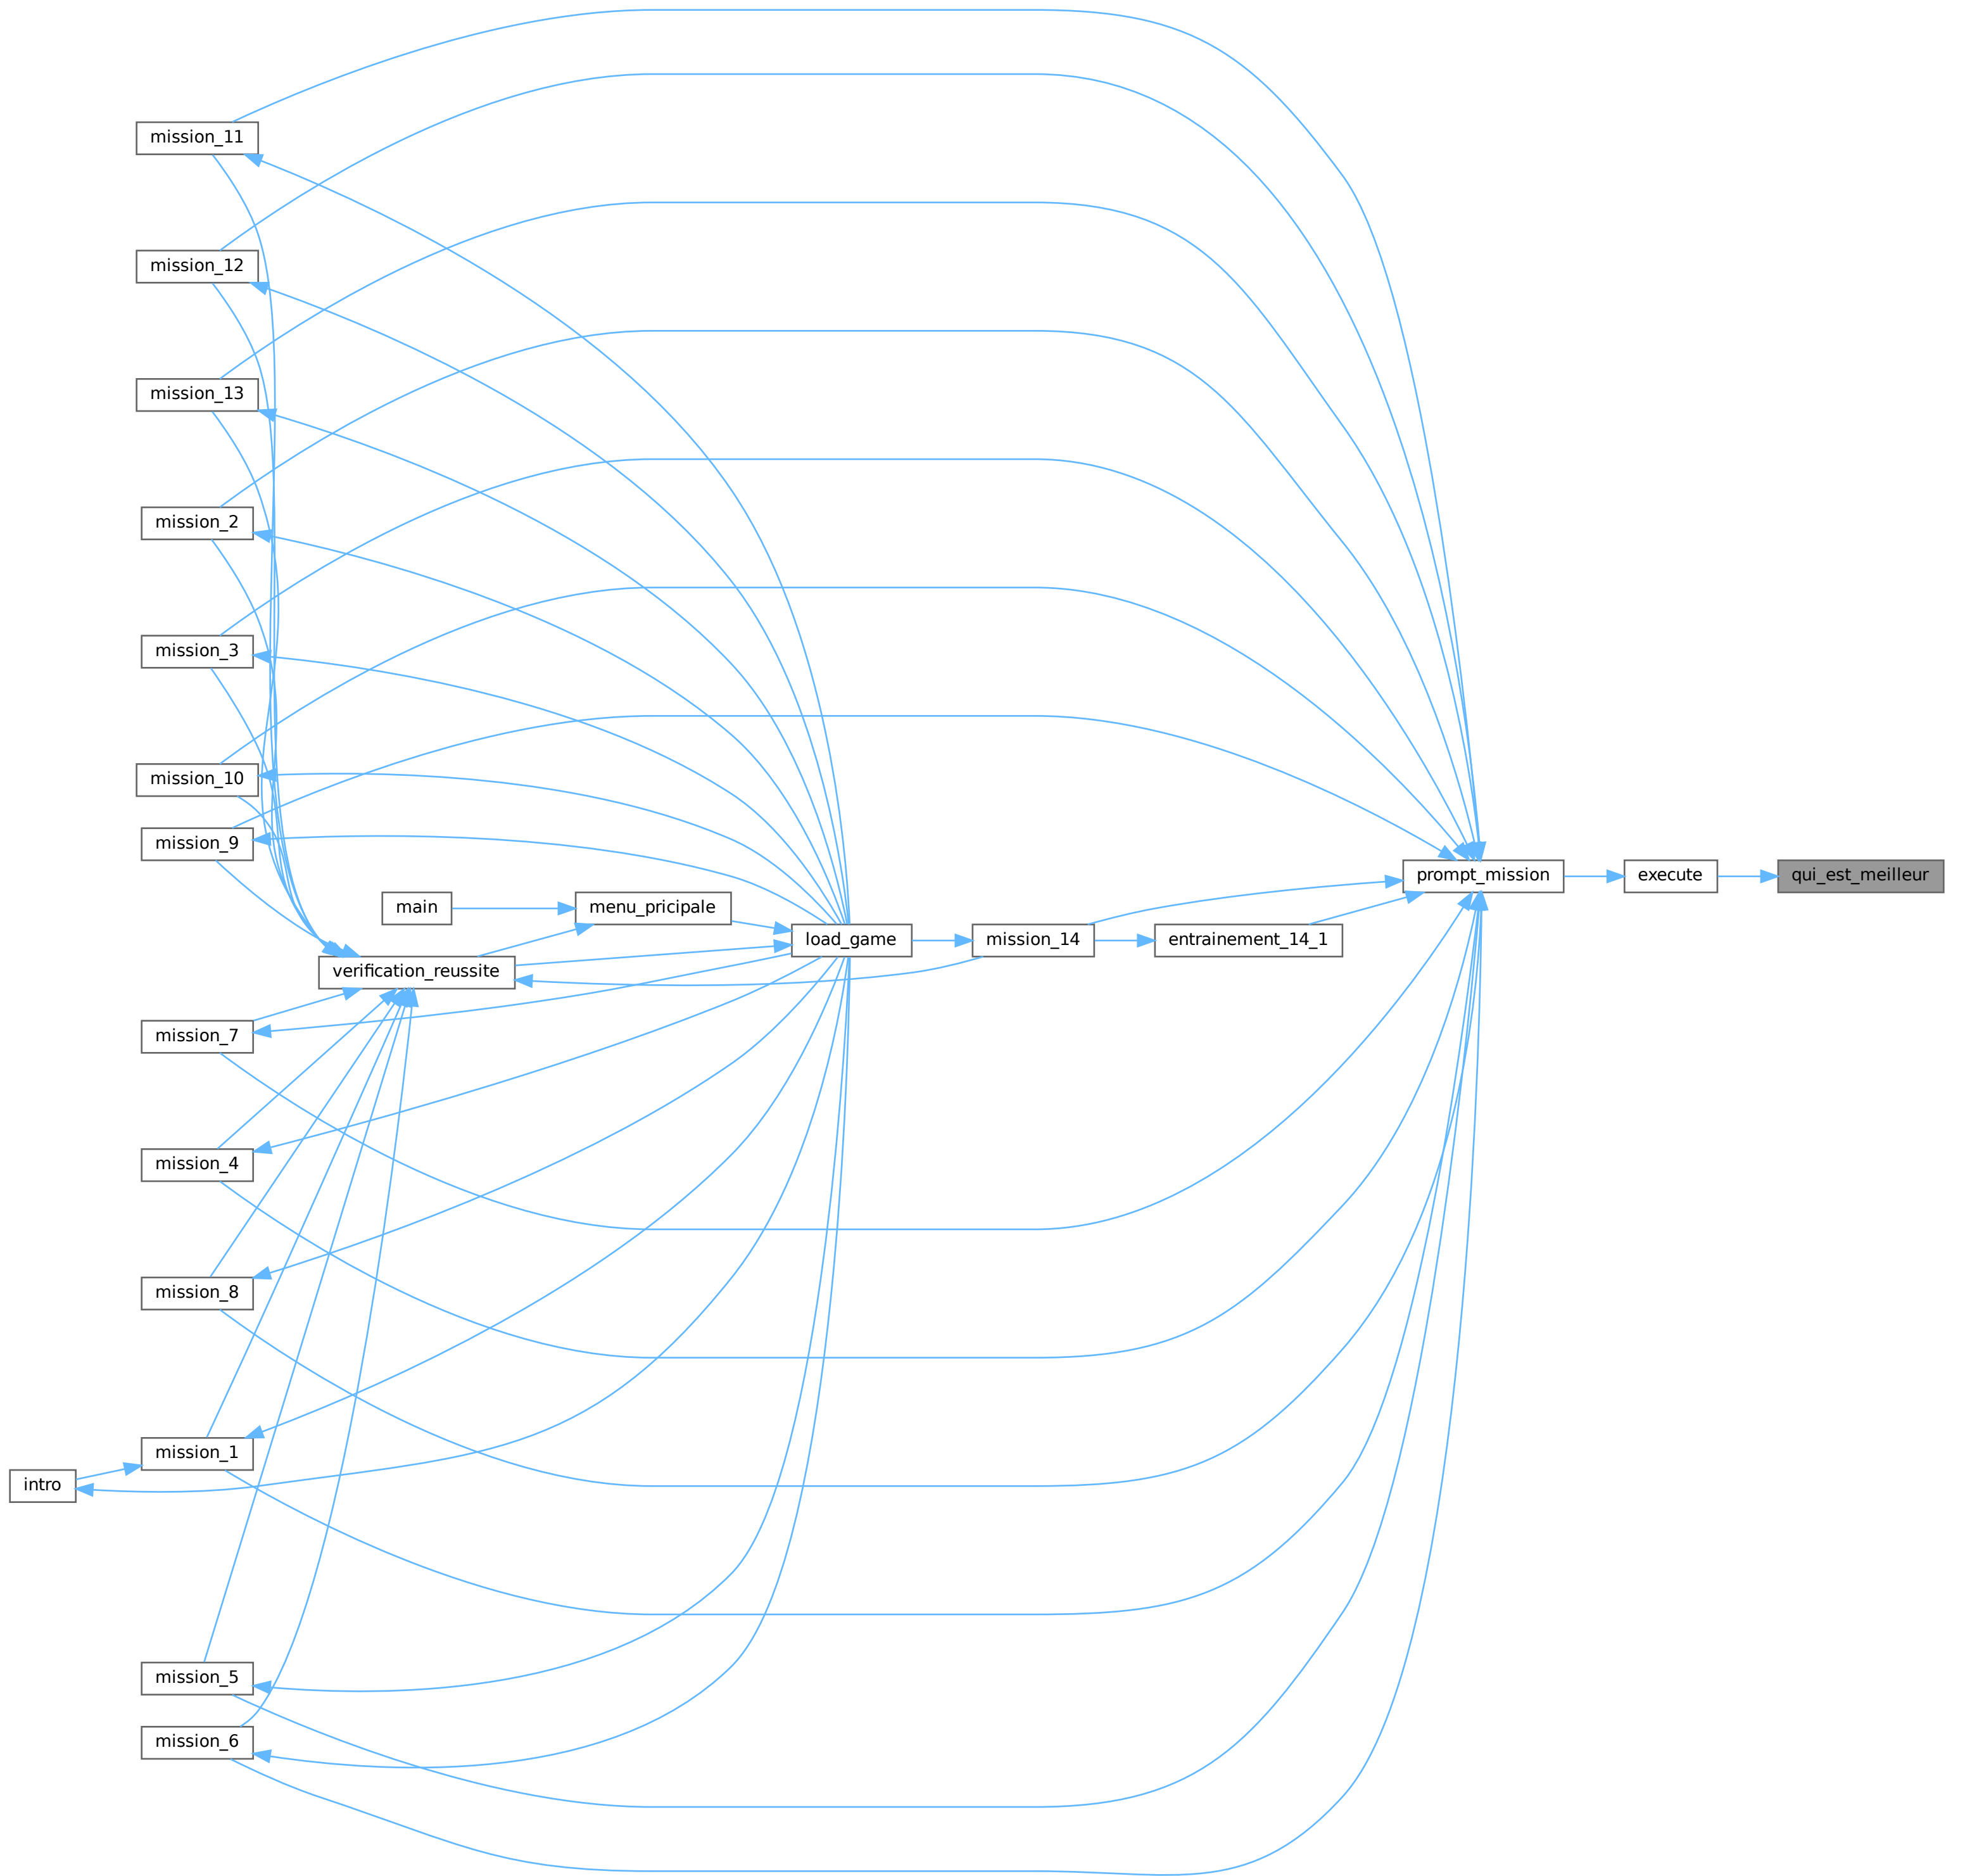 mission_11
mission_12
mission_13
mission_2
mission_3
mission_10
mission_9
prompt_mission
execute
qui_est_meilleur
main
menu_pricipale
load_game
mission_14
entrainement_14_1
verification_reussite
mission_7
mission_4
mission_8
mission_1
intro
mission_5
mission_6